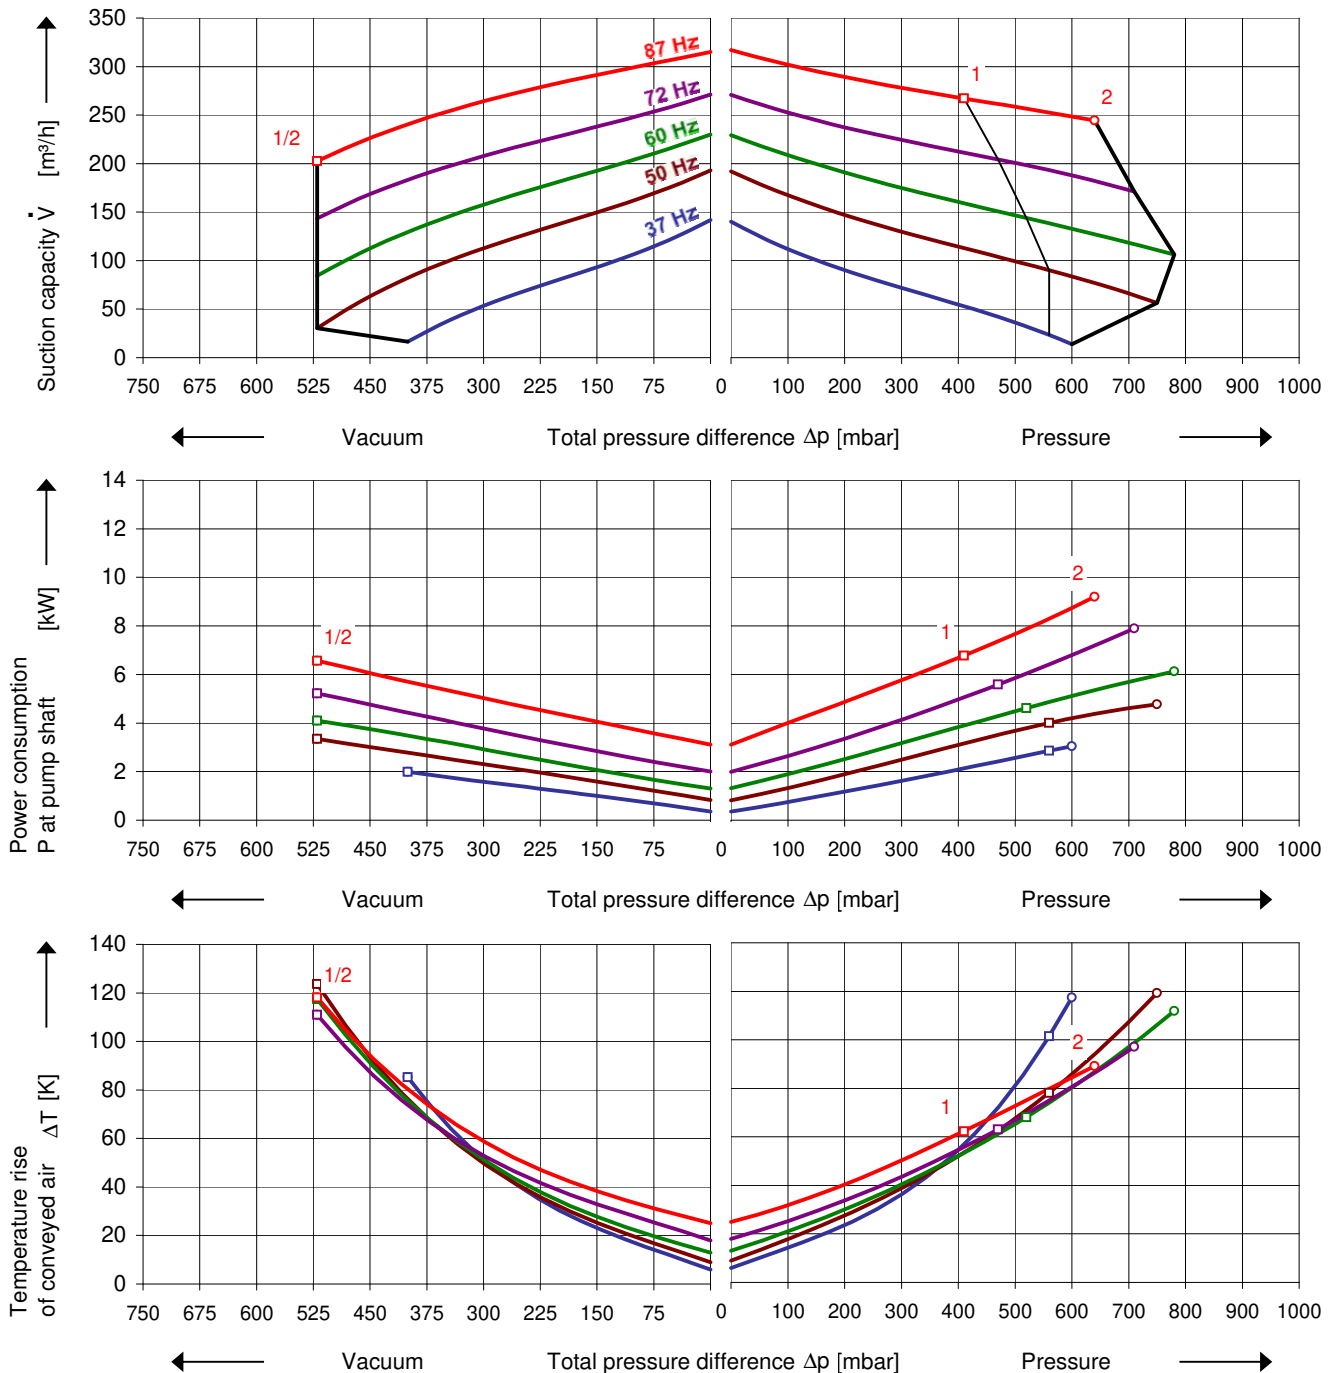 Suction capacity V̇ [m³/h]
350
300
250
200
150
100
50
0
87 Hz
72 Hz
60 Hz
50 Hz
37 Hz
1/2
1
2
750 675 600 525 450 375 300 225 150 75 0 100 200 300 400 500 600 700 800 900 1000
Vacuum Total pressure difference Δp [mbar] Pressure
Power consumption
P at pump shaft [kW]
14
12
10
8
6
4
2
0
1/2
1
2
750 675 600 525 450 375 300 225 150 75 0 100 200 300 400 500 600 700 800 900 1000
Vacuum Total pressure difference Δp [mbar] Pressure
Temperature rise
of conveyed air ΔT [K]
140
120
100
80
60
40
20
0
1/2
1
2
750 675 600 525 450 375 300 225 150 75 0 100 200 300 400 500 600 700 800 900 1000
Vacuum Total pressure difference Δp [mbar] Pressure